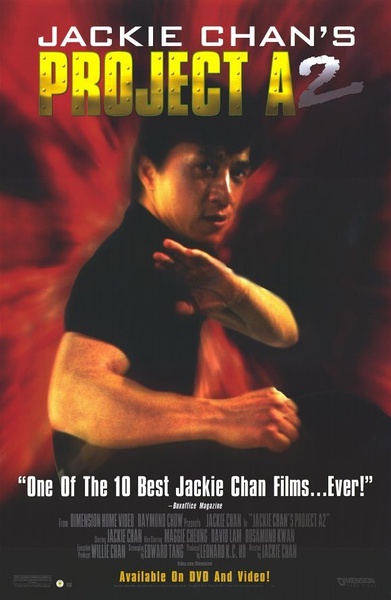 JACKIE CHAN'S
PROJECT A2
"One Of The 10 Best Jackie Chan Films...Ever!"
—Boxoffice Magazine
From DIMENSION HOME VIDEO RAYMOND CHOW Presents JACKIE CHAN In "JACKIE CHAN'S PROJECT A2"
Starring JACKIE CHAN Also Starring MAGGIE CHEUNG DAVID LAM ROSAMUND KWAN
Executive Producer WILLIE CHAN Screenplay by EDWARD TANG Producer LEONARD K.C. HO Directed by JACKIE CHAN
Available On DVD And Video!
DIMENSION